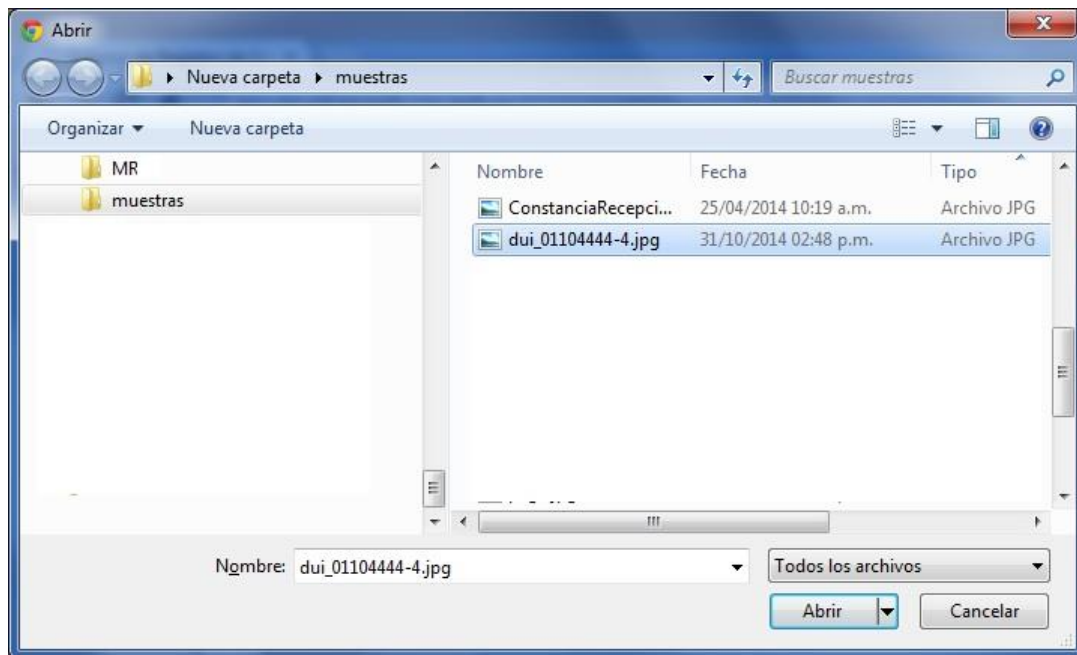 Abrir
Nueva carpeta muestras
Buscar muestras
Organizar Nueva carpeta
MR
muestras
Nombre Fecha Tipo
ConstanciaRecepci... 25/04/2014 10:19 a.m. Archivo JPG
dui_01104444-4.jpg 31/10/2014 02:48 p.m. Archivo JPG
Nombre: dui_01104444-4.jpg Todos los archivos
Abrir Cancelar